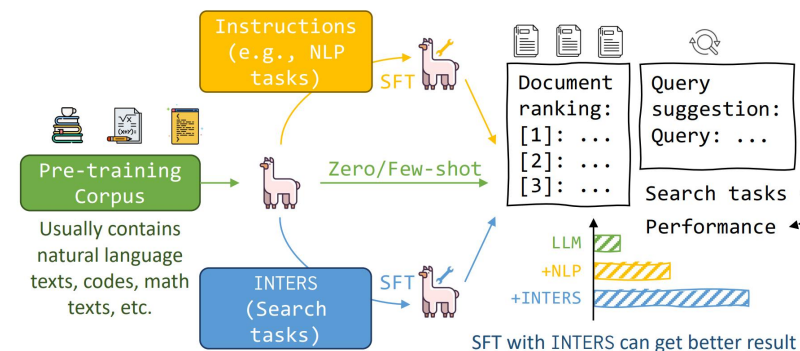 Instructions
(e.g., NLP
tasks)
SFT
Pre-training
Corpus
Usually contains
natural language
texts, codes, math
texts, etc.
√x
(x+y)=
Zero/Few-shot
INTERS
(Search
tasks)
SFT
Document
ranking:
[1]: ...
[2]: ...
[3]: ...
Query
suggestion:
Query: ...
Search tasks
Performance
LLM
+NLP
+INTERS
SFT with INTERS can get better result